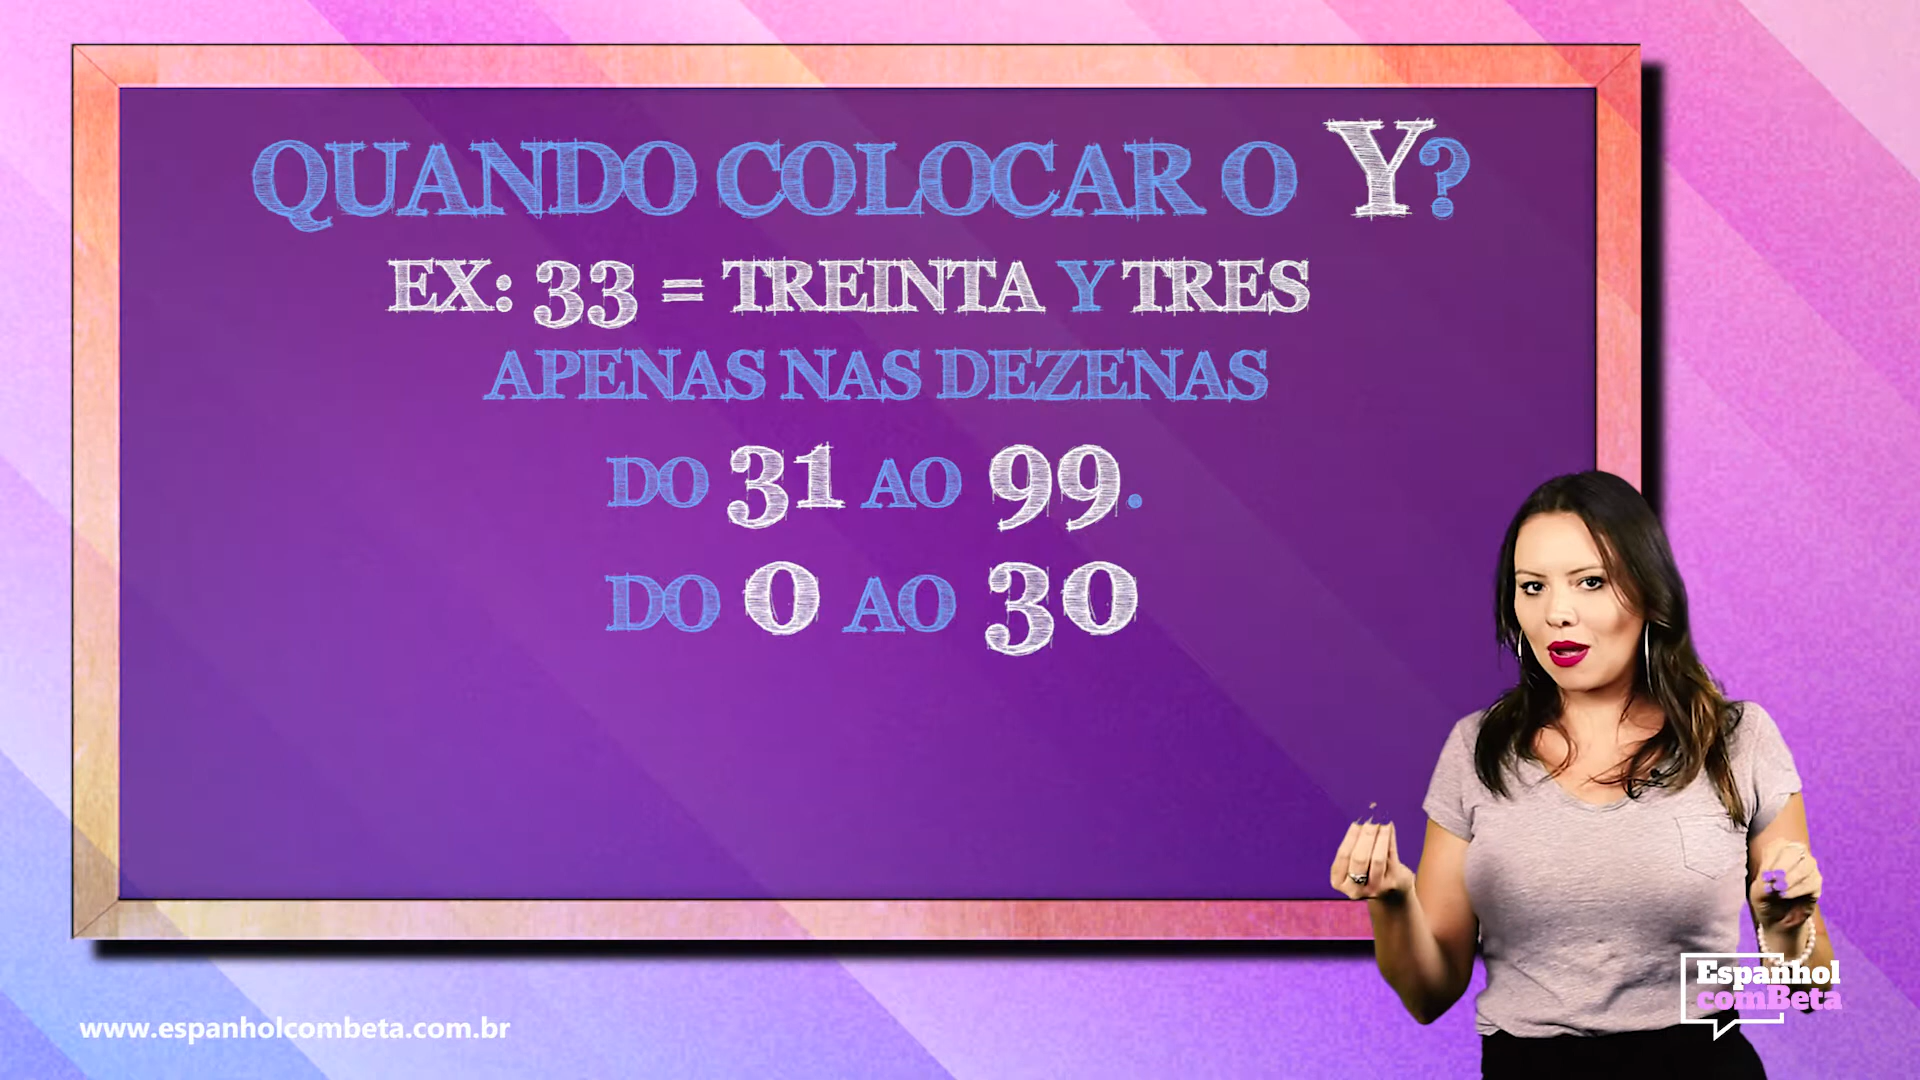 QUANDO COLOCAR O Y?
EX: 33 = TREINTA Y TRES
APENAS NAS DEZENAS
DO 31 AO 99.
DO 0 AO 30
Espanhol
comBeta
www.espanholcombeta.com.br